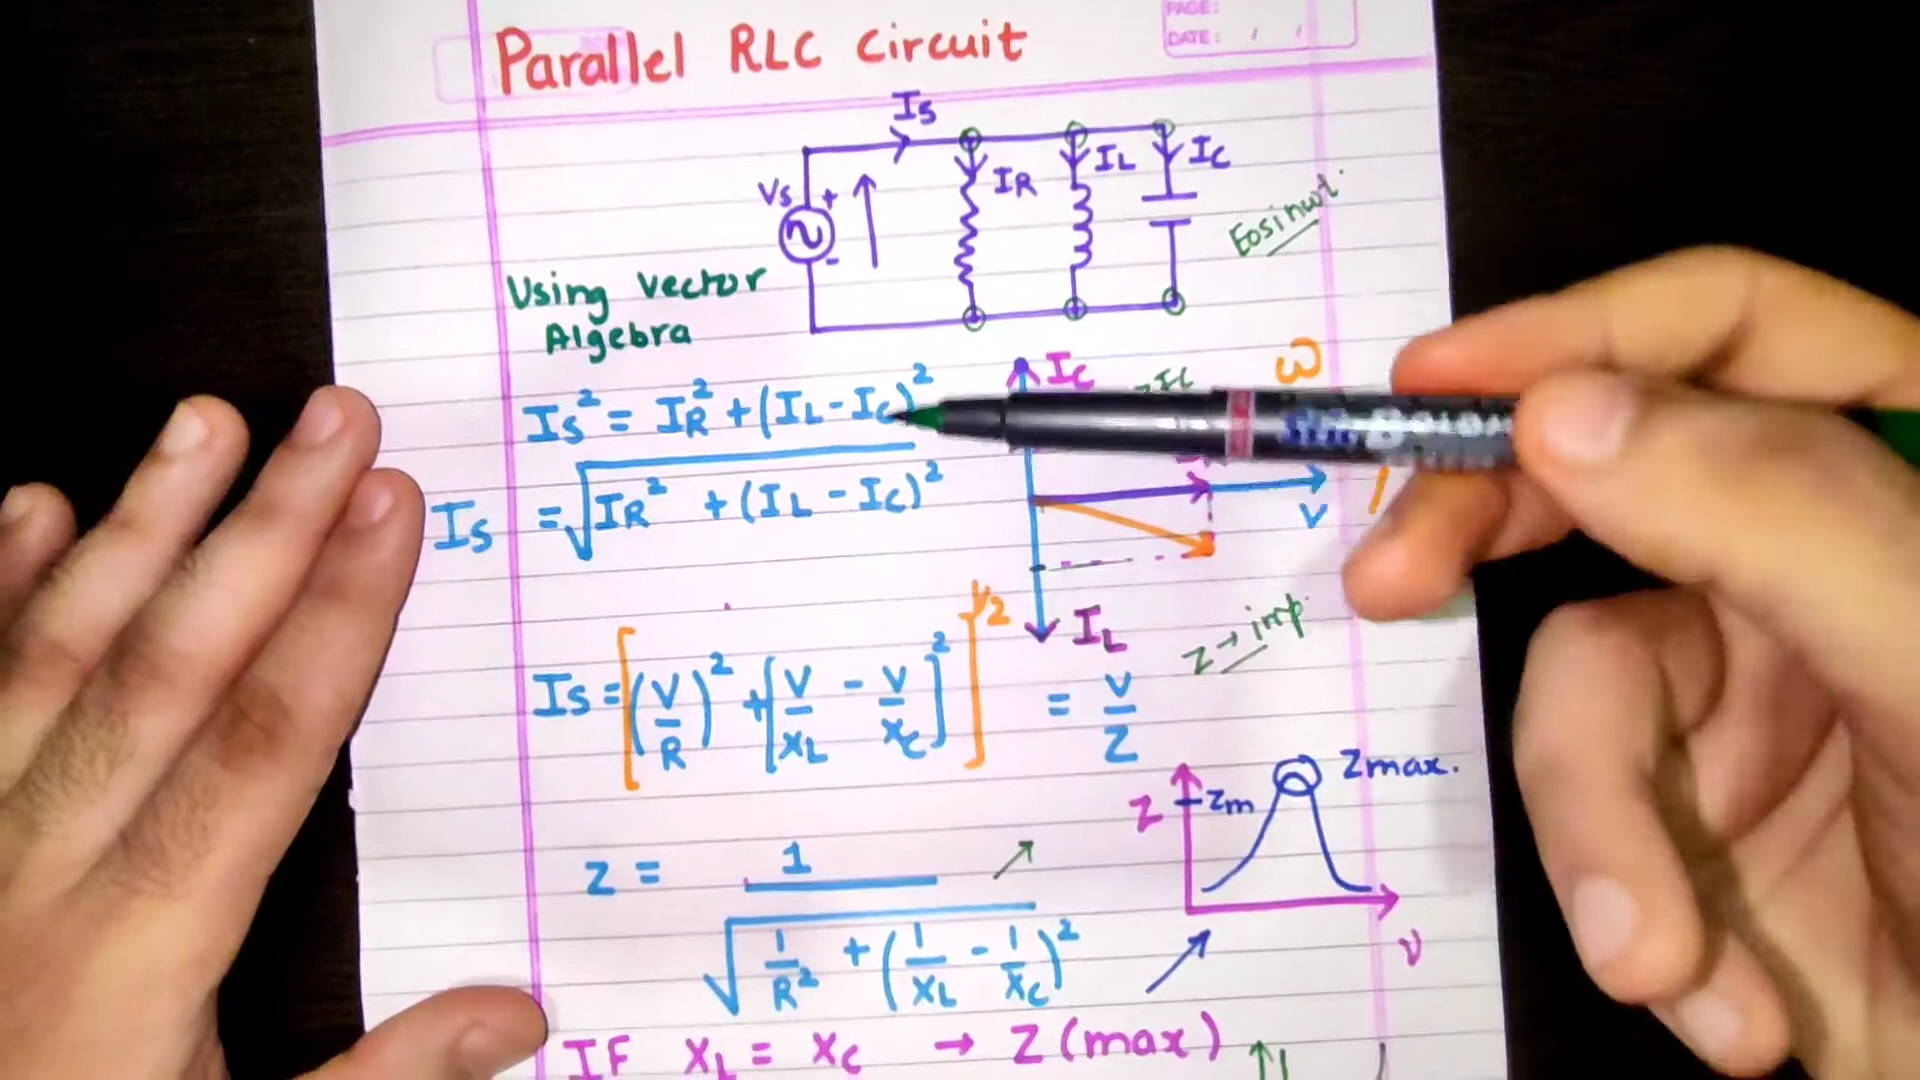 PAGE:
DATE: / /
Parallel RLC Circuit
Is
Vs + -
IR
IL
IC
Eosinωt.
Using Vector
Algebra
Is² = IR² + (IL - IC)²
Is = √IR² + (IL - IC)²
IC
-IC
ω
V
IL
Z → imp.
Is = [(V/R)² + [V/XL - V/XC]²]^1/2 = V/Z
Z Zm Zmax.
ν
Z = 1/√(1/R² + (1/XL - 1/XC)²)
IF XL = XC → Z(max)